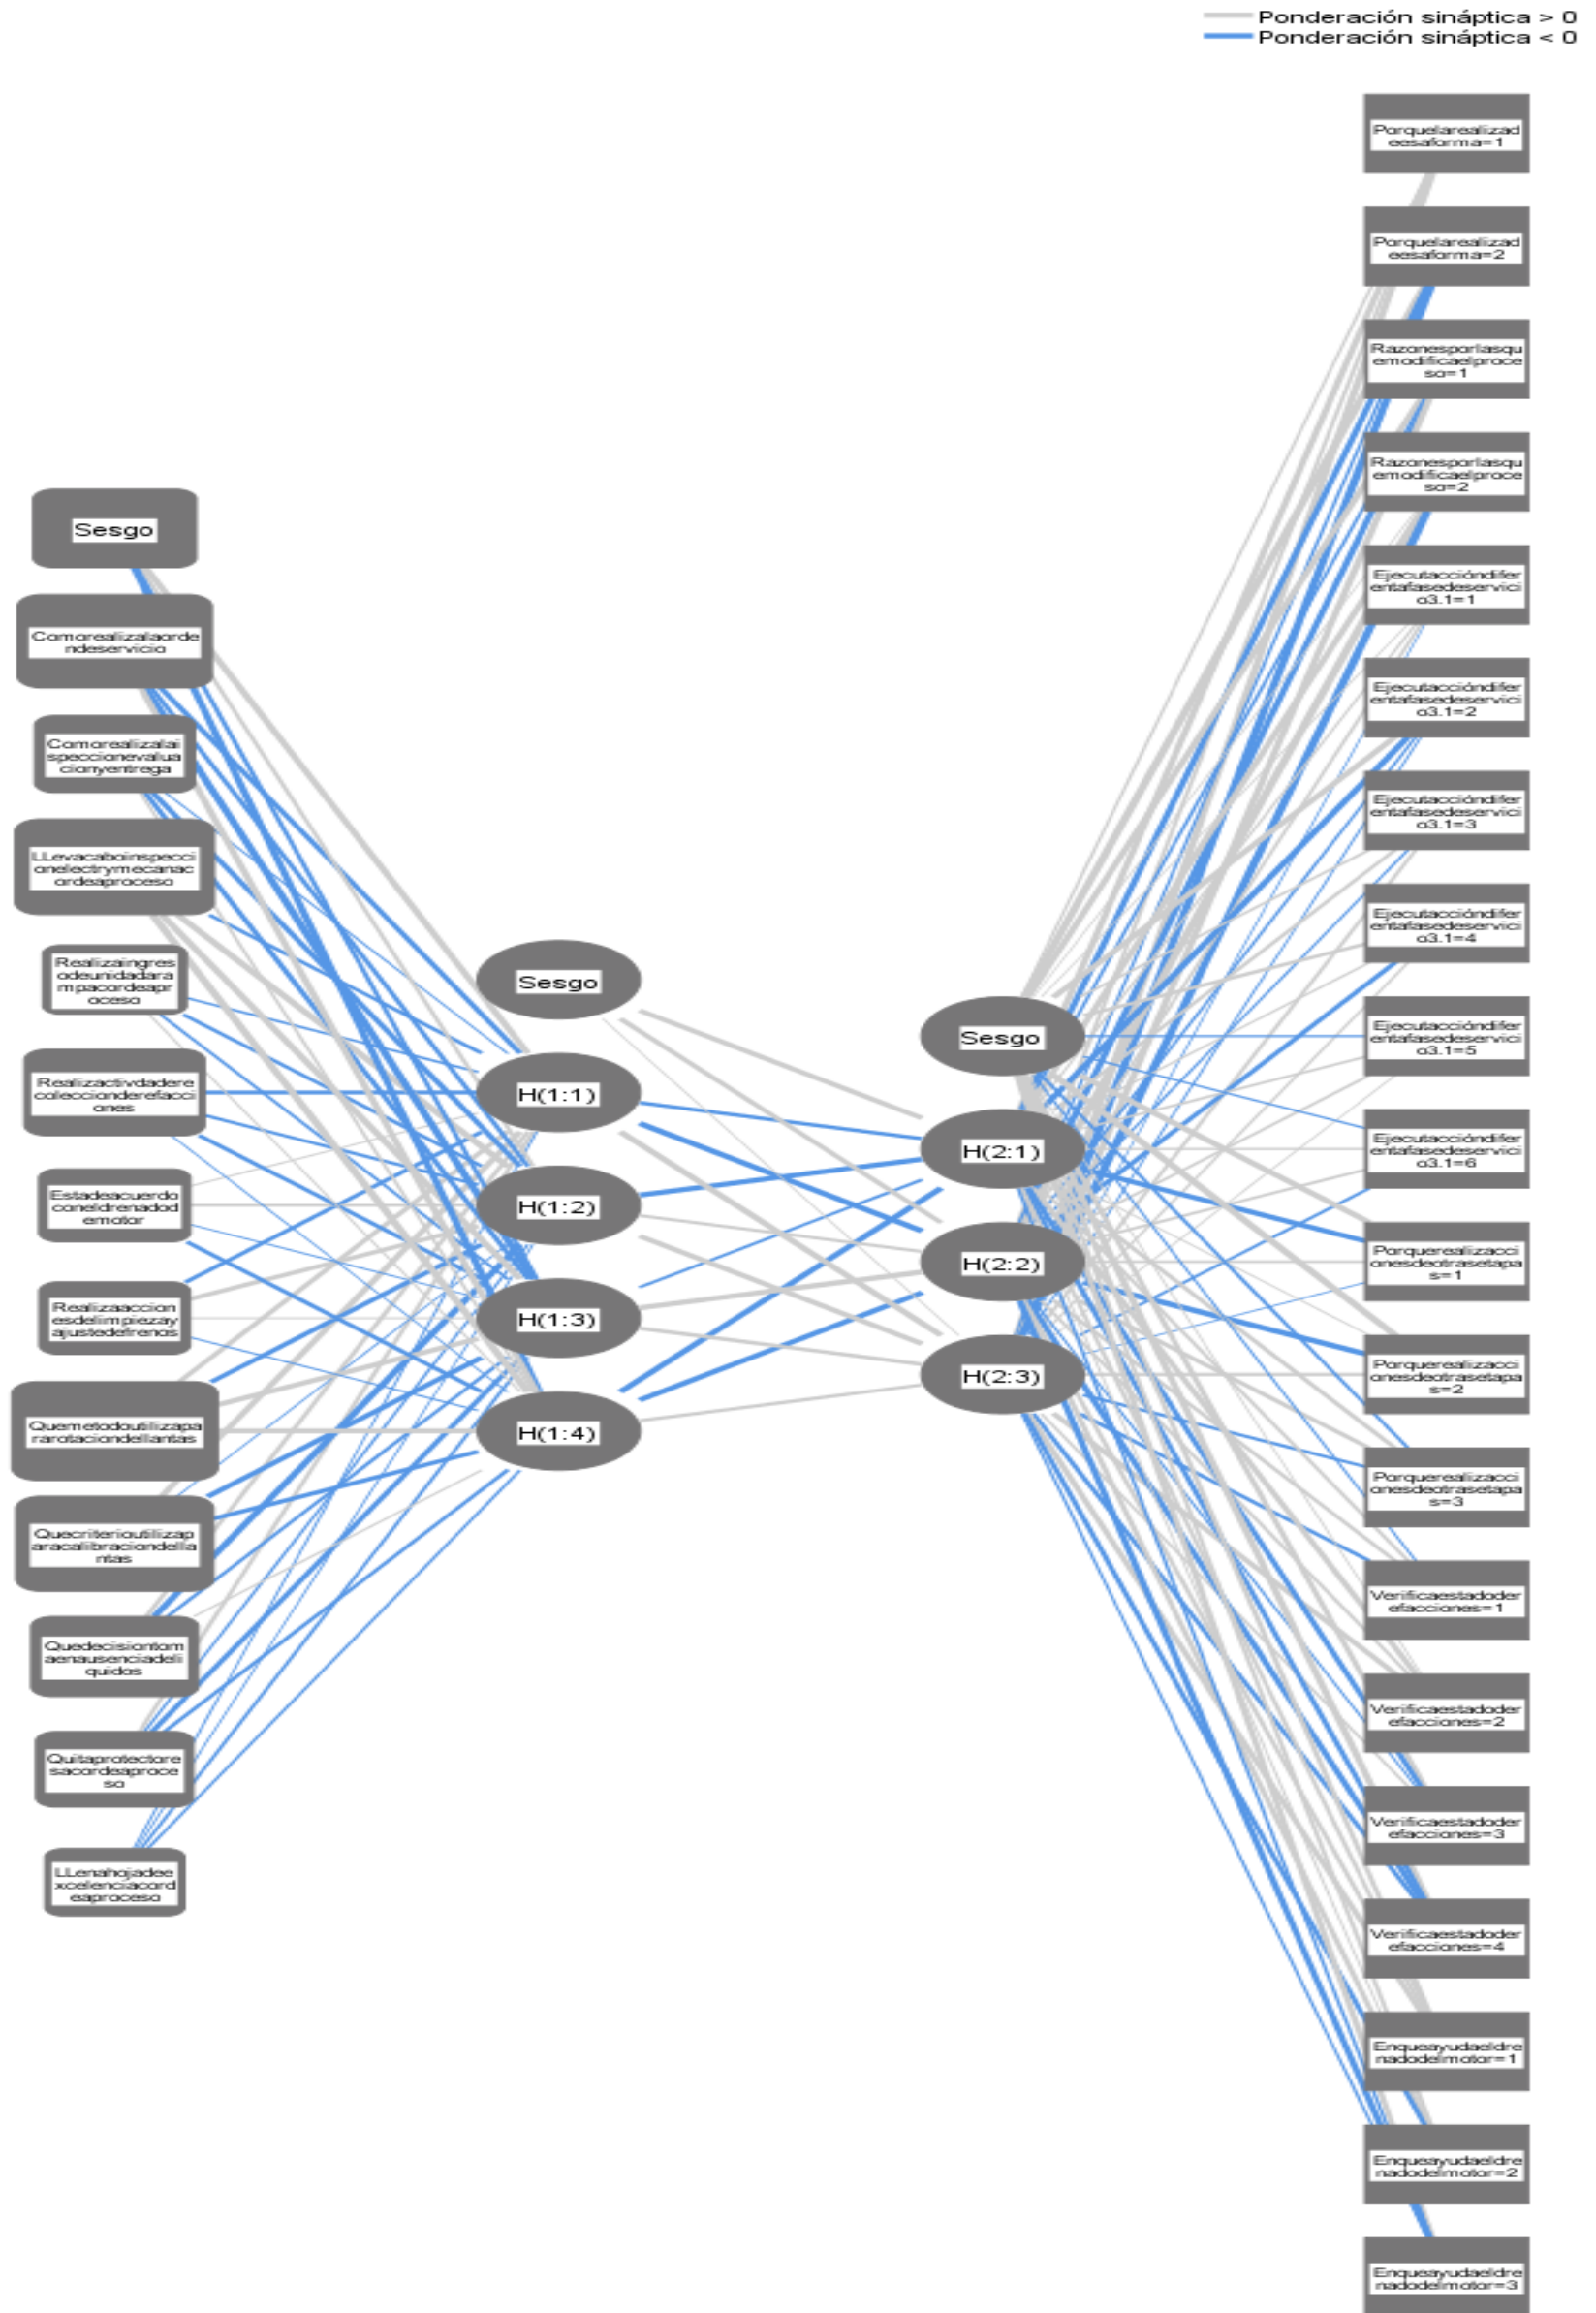 Ponderación sináptica > 0
Ponderación sináptica < 0
Sesgo
Comorealizalaorde
ndeservicio
Comorealizalai
speccionevalua
cionyentrega
LLevacaboinspecci
onelectrymecanac
ordeaproceso
Realizaingres
odeunidadara
mpacordeapr
oceso
Realizactivdadere
coleccionderefacci
ones
Estadeacuerdo
coneldrenadod
emotor
Realizaaccion
esdelimpiezay
ajustedefrenos
Quemetodoutilizapa
rarotaciondellantas
Quecriterioutilizap
aracalibraciondella
ntas
Quedecisiontom
aenausenciadeli
quidos
Quitaprotectore
sacordeaproce
so
LLenahojadee
xcelenciacord
eaproceso
Sesgo
H(1:1)
H(1:2)
H(1:3)
H(1:4)
Sesgo
H(2:1)
H(2:2)
H(2:3)
Porquelarealizad
eesaforma=1
Porquelarealizad
eesaforma=2
Razonesporlasqu
emodificaelproce
so=1
Razonesporlasqu
emodificaelproce
so=2
Ejecutaccióndifer
entafasedeservici
o3.1=1
Ejecutaccióndifer
entafasedeservici
o3.1=2
Ejecutaccióndifer
entafasedeservici
o3.1=3
Ejecutaccióndifer
entafasedeservici
o3.1=4
Ejecutaccióndifer
entafasedeservici
o3.1=5
Ejecutaccióndifer
entafasedeservici
o3.1=6
Porquerealizacci
onesdeotrasetapa
s=1
Porquerealizacci
onesdeotrasetapa
s=2
Porquerealizacci
onesdeotrasetapa
s=3
Verificaestadoder
efacciones=1
Verificaestadoder
efacciones=2
Verificaestadoder
efacciones=3
Verificaestadoder
efacciones=4
Enqueayudaeldre
nadodelmotor=1
Enqueayudaeldre
nadodelmotor=2
Enqueayudaeldre
nadodelmotor=3